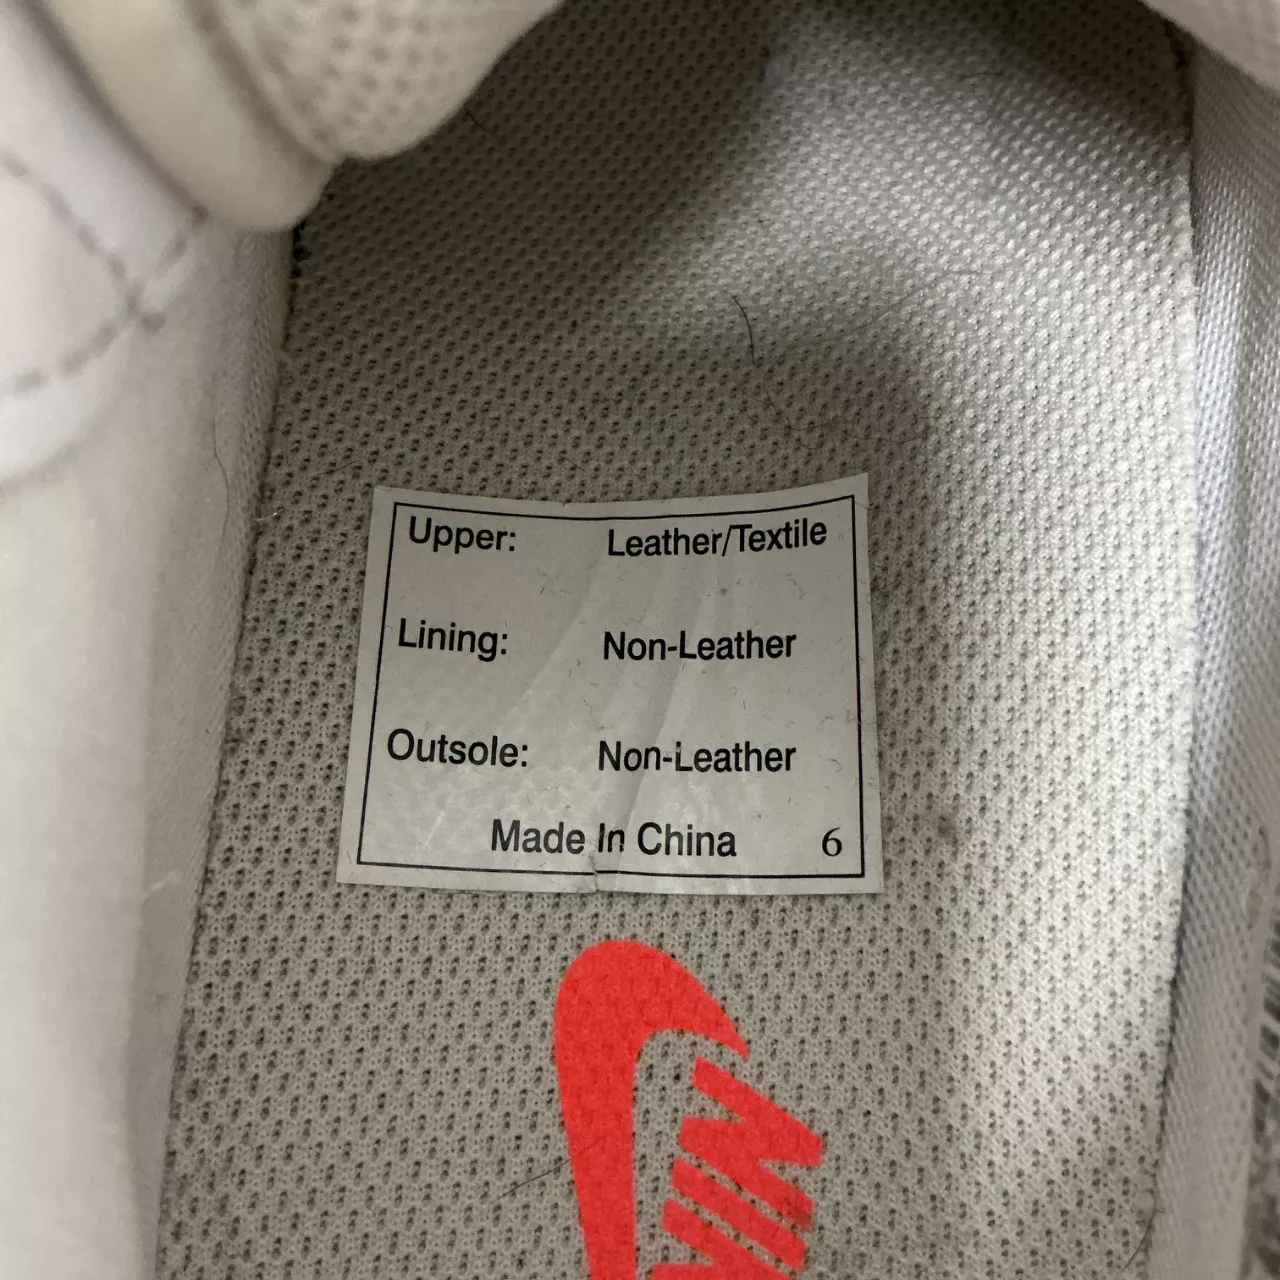 Upper: Leather/Textile
Lining: Non-Leather
Outsole: Non-Leather
Made In China 6